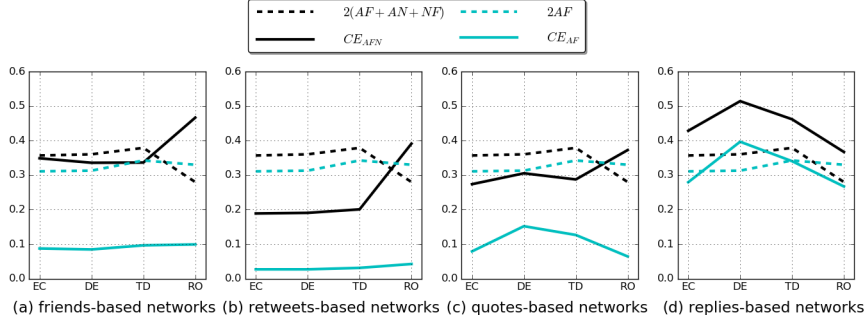 2(AF + AN + NF) 2AF
CE_AFN CE_AF
0.6 0.6 0.6 0.6
0.5 0.5 0.5 0.5
0.4 0.4 0.4 0.4
0.3 0.3 0.3 0.3
0.2 0.2 0.2 0.2
0.1 0.1 0.1 0.1
0.0 0.0 0.0 0.0
EC DE TD RO EC DE TD RO EC DE TD RO EC DE TD RO
(a) friends-based networks (b) retweets-based networks (c) quotes-based networks (d) replies-based networks